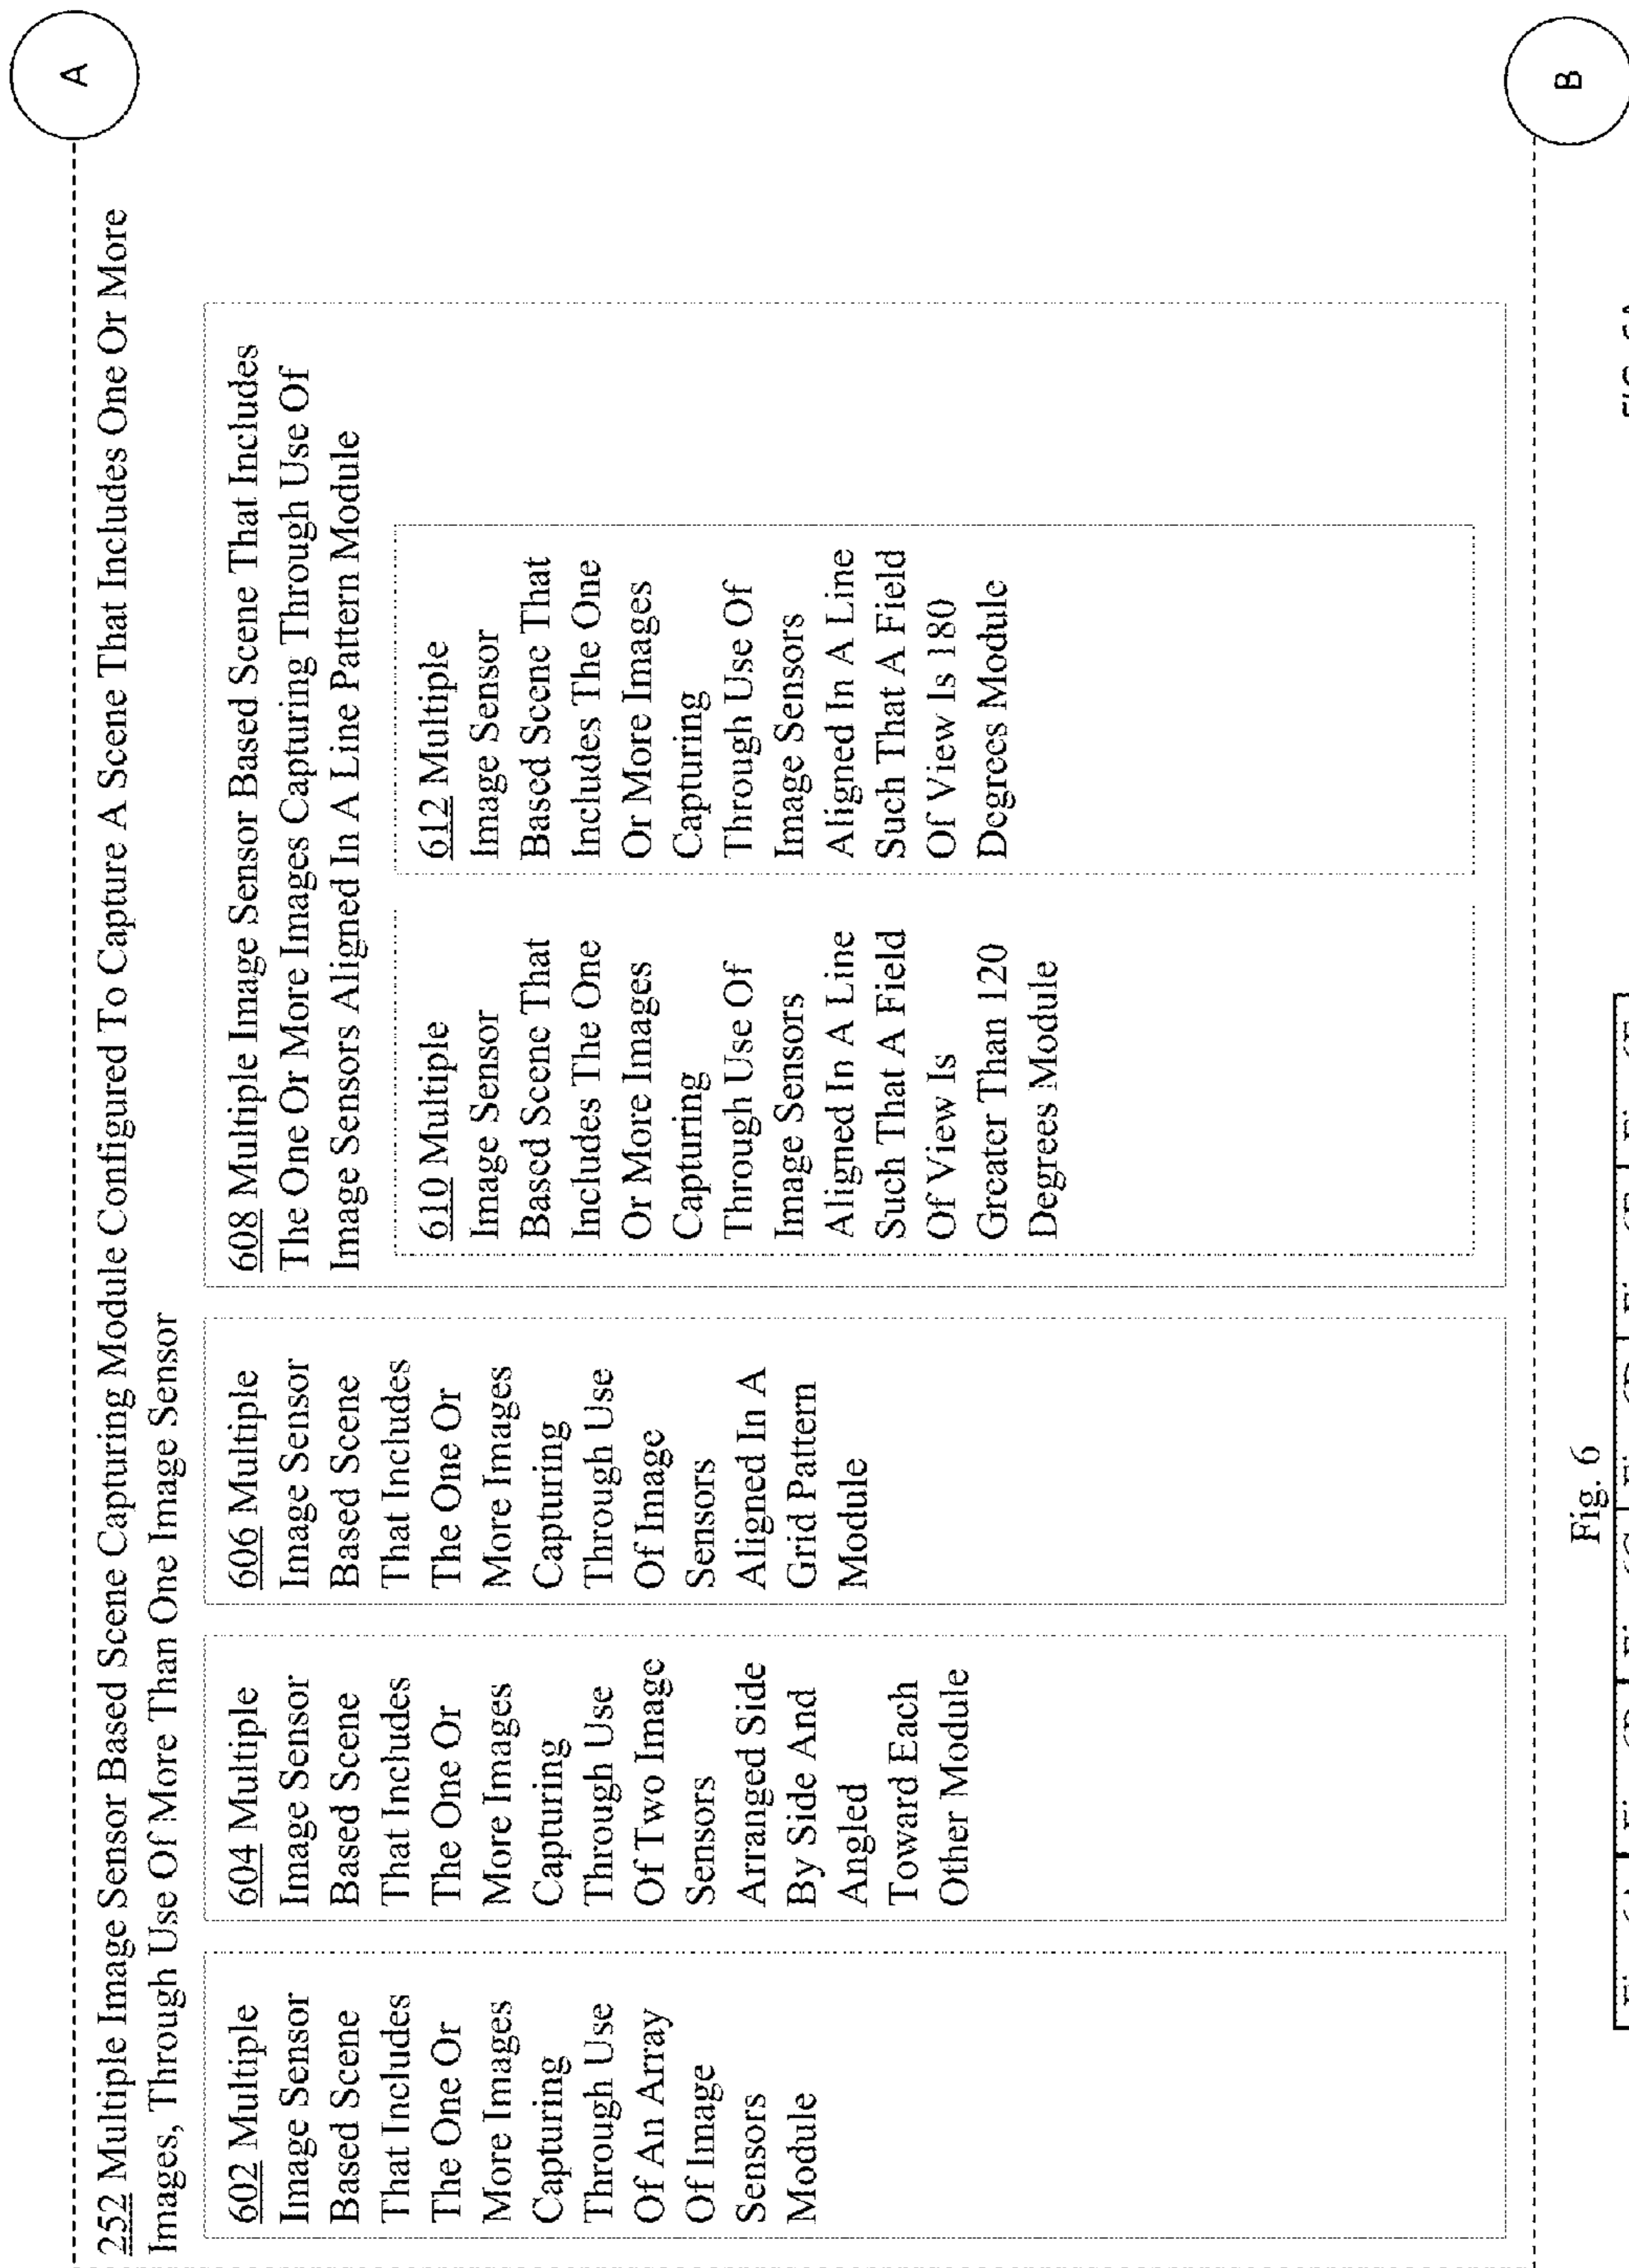 A
252 Multiple Image Sensor Based Scene Capturing Module Configured To Capture A Scene That Includes One Or More
Images, Through Use Of More Than One Image Sensor
602 Multiple
Image Sensor
Based Scene
That Includes
The One Or
More Images
Capturing
Through Use
Of An Array
Of Image
Sensors
Module
604 Multiple
Image Sensor
Based Scene
That Includes
The One Or
More Images
Capturing
Through Use
Of Two Image
Sensors
Arranged Side
By Side And
Angled
Toward Each
Other Module
606 Multiple
Image Sensor
Based Scene
That Includes
The One Or
More Images
Capturing
Through Use
Of Image
Sensors
Aligned In A
Grid Pattern
Module
608 Multiple Image Sensor Based Scene That Includes
The One Or More Images Capturing Through Use Of
Image Sensors Aligned In A Line Pattern Module
610 Multiple
Image Sensor
Based Scene That
Includes The One
Or More Images
Capturing
Through Use Of
Image Sensors
Aligned In A Line
Such That A Field
Of View Is
Greater Than 120
Degrees Module
612 Multiple
Image Sensor
Based Scene That
Includes The One
Or More Images
Capturing
Through Use Of
Image Sensors
Aligned In A Line
Such That A Field
Of View Is 180
Degrees Module
B
Fig. 6